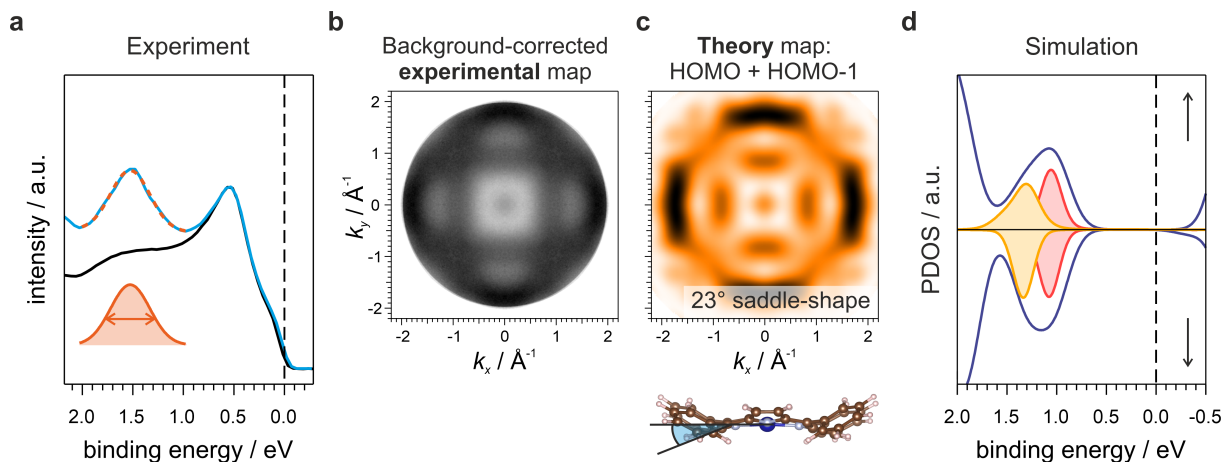 a
Experiment
intensity / a.u.
2.0 1.5 1.0 0.5 0.0
binding energy / eV
b
Background-corrected
experimental map
2
1
0
-1
-2
ky / Å-1
-2 -1 0 1 2
kx / Å-1
c
Theory map:
HOMO + HOMO-1
23° saddle-shape
-2 -1 0 1 2
kx / Å-1
d
Simulation
PDOS / a.u.
2.0 1.5 1.0 0.5 0.0 -0.5
binding energy / eV